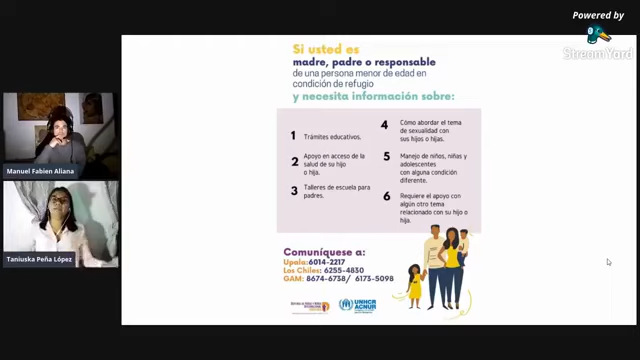 Powered by
StreamYard
Si usted es
madre, padre o responsable
de una persona menor de edad en
condición de refugio
y necesita información sobre:
1 Trámites educativos.
2 Apoyo en acceso de la
salud de su hijo
o hija.
3 Talleres de escuela para
padres.
4 Cómo abordar el tema
de sexualidad con
sus hijos o hijas.
5 Manejo de niños, niñas y
adolescentes
con alguna condición
diferente.
6 Requiere el apoyo con
algún otro tema
relacionado con su hijo o
hija.
Comuníquese a:
Upala:6014-2217
Los Chiles: 6255-4830
GAM: 8674-6738/ 6173-5098
UNHCR
ACNUR
Manuel Fabien Aliana
Taniuska Peña López